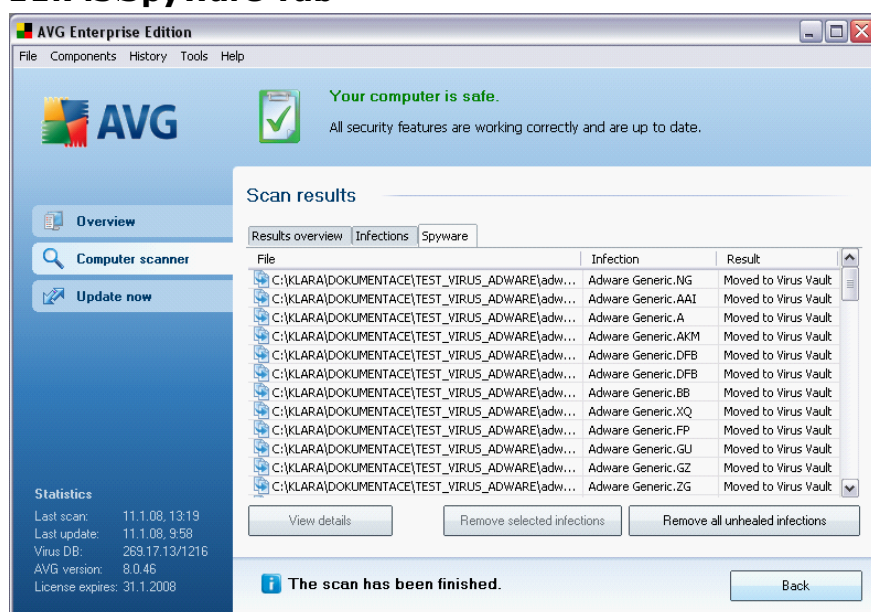 Spyware Tab
AVG Enterprise Edition
File Components History Tools Help
AVG
Your computer is safe.
All security features are working correctly and are up to date.
Overview
Computer scanner
Update now
Scan results
Results overview Infections Spyware
File Infection Result
C:\KLARA\DOKUMENTACE\TEST_VIRUS_ADWARE\adw... Adware Generic.NG Moved to Virus Vault
C:\KLARA\DOKUMENTACE\TEST_VIRUS_ADWARE\adw... Adware Generic.AAI Moved to Virus Vault
C:\KLARA\DOKUMENTACE\TEST_VIRUS_ADWARE\adw... Adware Generic.A Moved to Virus Vault
C:\KLARA\DOKUMENTACE\TEST_VIRUS_ADWARE\adw... Adware Generic.AKM Moved to Virus Vault
C:\KLARA\DOKUMENTACE\TEST_VIRUS_ADWARE\adw... Adware Generic.DFB Moved to Virus Vault
C:\KLARA\DOKUMENTACE\TEST_VIRUS_ADWARE\adw... Adware Generic.DFB Moved to Virus Vault
C:\KLARA\DOKUMENTACE\TEST_VIRUS_ADWARE\adw... Adware Generic.BB Moved to Virus Vault
C:\KLARA\DOKUMENTACE\TEST_VIRUS_ADWARE\adw... Adware Generic.XQ Moved to Virus Vault
C:\KLARA\DOKUMENTACE\TEST_VIRUS_ADWARE\adw... Adware Generic.FP Moved to Virus Vault
C:\KLARA\DOKUMENTACE\TEST_VIRUS_ADWARE\adw... Adware Generic.GU Moved to Virus Vault
C:\KLARA\DOKUMENTACE\TEST_VIRUS_ADWARE\adw... Adware Generic.GZ Moved to Virus Vault
C:\KLARA\DOKUMENTACE\TEST_VIRUS_ADWARE\adw... Adware Generic.ZG Moved to Virus Vault
View details Remove selected infections Remove all unhealed infections
Statistics
Last scan: 11.1.08, 13:19
Last update: 11.1.08, 9:58
Virus DB: 269.17.13/1216
AVG version: 8.0.46
License expires: 31.1.2008
The scan has been finished.
Back